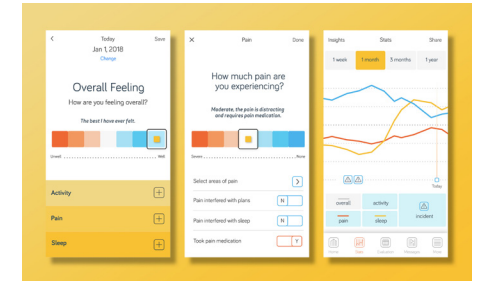 Today
Save
Jan 1, 2018
Change
Overall Feeling
How are you feeling overall?
The best I have ever felt.
Unwell
Well
Activity
Pain
Sleep
Pain
Done
How much pain are
you experiencing?
Moderate, the pain is distracting
and requires pain medication.
Severe
None
Select areas of pain
Pain interfered with plans
N
Pain interfered with sleep
N
Took pain medication
Y
Insights
Stats
Share
1 week
1 month
3 months
1 year
Today
overall
activity
incident
pain
sleep